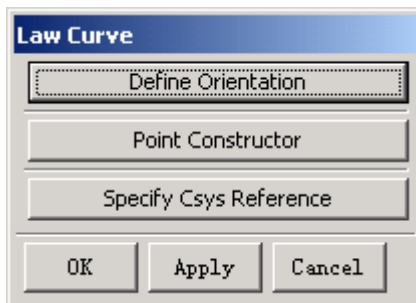 Law Curve
Define Orientation
Point Constructor
Specify Csys Reference
OK Apply Cancel